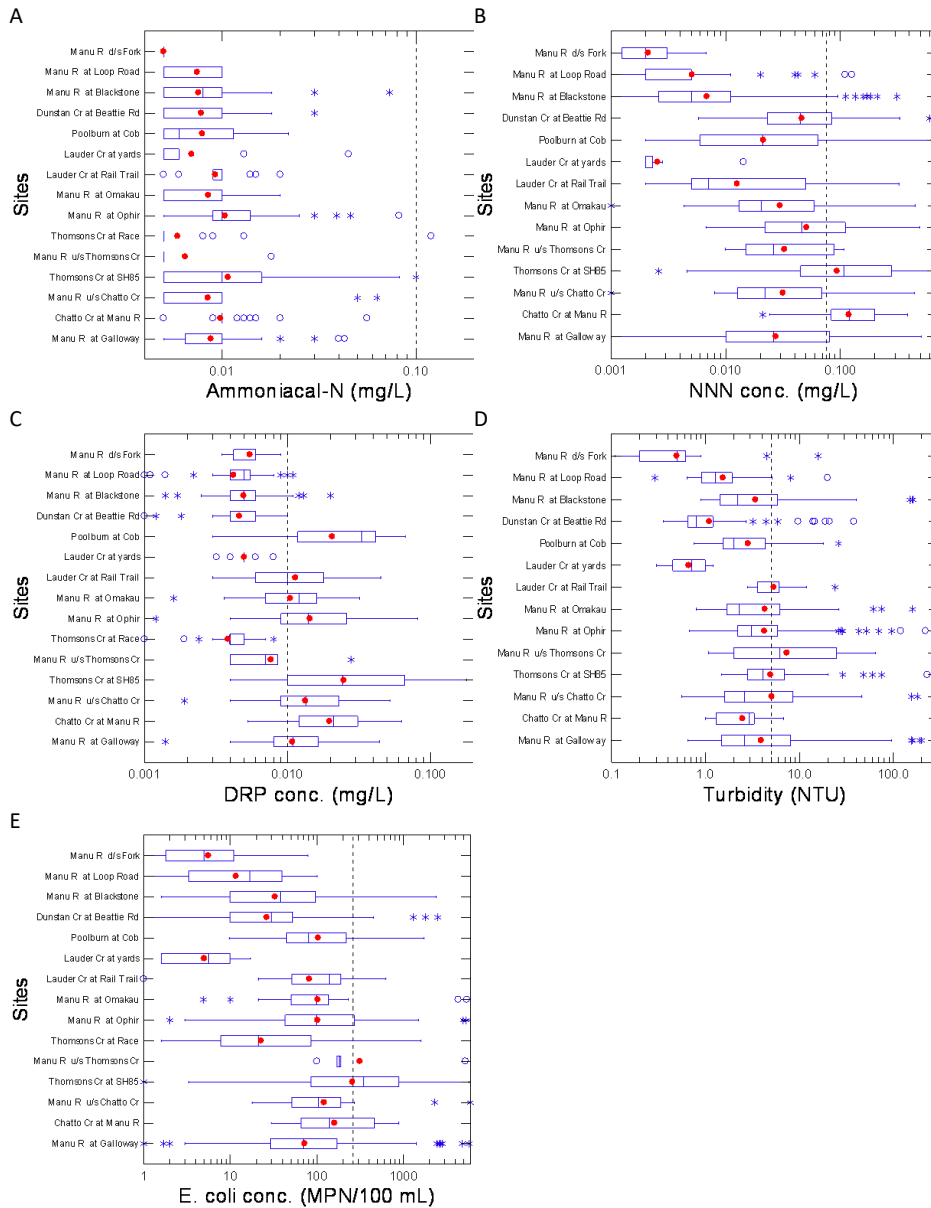 A
Sites
Manu R d/s Fork
Manu R at Loop Road
Manu R at Blackstone
Dunstan Cr at Beattie Rd
Poolburn at Cob
Lauder Cr at yards
Lauder Cr at Rail Trail
Manu R at Omakau
Manu R at Ophir
Thomsons Cr at Race
Manu R u/s Thomsons Cr
Thomsons Cr at SH85
Manu R u/s Chatto Cr
Chatto Cr at Manu R
Manu R at Galloway
0.01 0.10
Ammoniacal-N (mg/L)
B
Sites
Manu R d/s Fork
Manu R at Loop Road
Manu R at Blackstone
Dunstan Cr at Beattie Rd
Poolburn at Cob
Lauder Cr at yards
Lauder Cr at Rail Trail
Manu R at Omakau
Manu R at Ophir
Manu R u/s Thomsons Cr
Thomsons Cr at SH85
Manu R u/s Chatto Cr
Chatto Cr at Manu R
Manu R at Galloway
0.001 0.010 0.100
NNN conc. (mg/L)
C
Sites
Manu R d/s Fork
Manu R at Loop Road
Manu R at Blackstone
Dunstan Cr at Beattie Rd
Poolburn at Cob
Lauder Cr at yards
Lauder Cr at Rail Trail
Manu R at Omakau
Manu R at Ophir
Thomsons Cr at Race
Manu R u/s Thomsons Cr
Thomsons Cr at SH85
Manu R u/s Chatto Cr
Chatto Cr at Manu R
Manu R at Galloway
0.001 0.010 0.100
DRP conc. (mg/L)
D
Sites
Manu R d/s Fork
Manu R at Loop Road
Manu R at Blackstone
Dunstan Cr at Beattie Rd
Poolburn at Cob
Lauder Cr at yards
Lauder Cr at Rail Trail
Manu R at Omakau
Manu R at Ophir
Manu R u/s Thomsons Cr
Thomsons Cr at SH85
Manu R u/s Chatto Cr
Chatto Cr at Manu R
Manu R at Galloway
0.1 1.0 10.0 100.0
Turbidity (NTU)
E
Sites
Manu R d/s Fork
Manu R at Loop Road
Manu R at Blackstone
Dunstan Cr at Beattie Rd
Poolburn at Cob
Lauder Cr at yards
Lauder Cr at Rail Trail
Manu R at Omakau
Manu R at Ophir
Thomsons Cr at Race
Manu R u/s Thomsons Cr
Thomsons Cr at SH85
Manu R u/s Chatto Cr
Chatto Cr at Manu R
Manu R at Galloway
1 10 100 1000
E. coli conc. (MPN/100 mL)